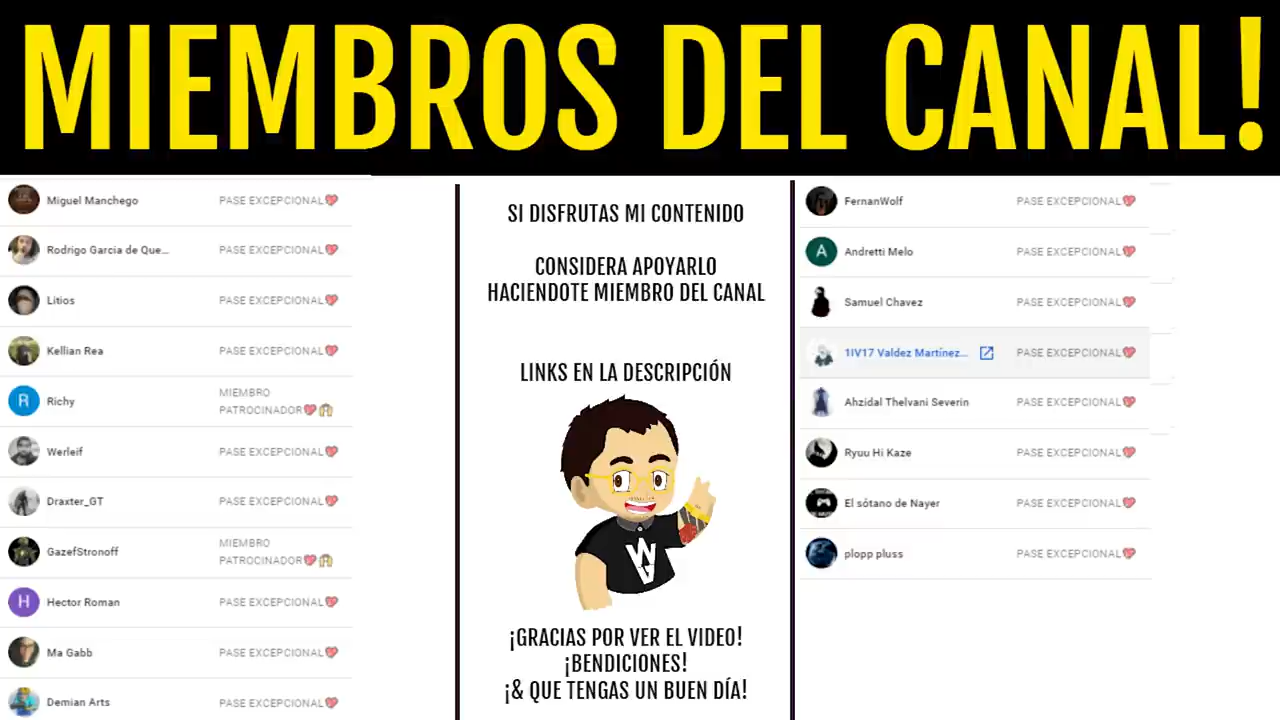 MIEMBROS DEL CANAL!
Miguel Manchego PASE EXCEPCIONAL💖
Rodrigo Garcia de Que... PASE EXCEPCIONAL💖
Litios PASE EXCEPCIONAL💖
Kellian Rea PASE EXCEPCIONAL💖
R Richy MIEMBRO
PATROCINADOR💖🙌
Werleif PASE EXCEPCIONAL💖
Draxter_GT PASE EXCEPCIONAL💖
GazefStronoff MIEMBRO
PATROCINADOR💖🙌
H Hector Roman PASE EXCEPCIONAL💖
Ma Gabb PASE EXCEPCIONAL💖
Demian Arts PASE EXCEPCIONAL💖
SI DISFRUTAS MI CONTENIDO
CONSIDERA APOYARLO
HACIENDOTE MIEMBRO DEL CANAL
LINKS EN LA DESCRIPCIÓN
¡GRACIAS POR VER EL VIDEO!
¡BENDICIONES!
¡& QUE TENGAS UN BUEN DÍA!
FernanWolf PASE EXCEPCIONAL💖
A Andretti Melo PASE EXCEPCIONAL💖
Samuel Chavez PASE EXCEPCIONAL💖
1IV17 Valdez Martínez... PASE EXCEPCIONAL💖
Ahzidal Thelvani Severin PASE EXCEPCIONAL💖
Ryuu Hi Kaze PASE EXCEPCIONAL💖
El sótano de Nayer PASE EXCEPCIONAL💖
plopp pluss PASE EXCEPCIONAL💖